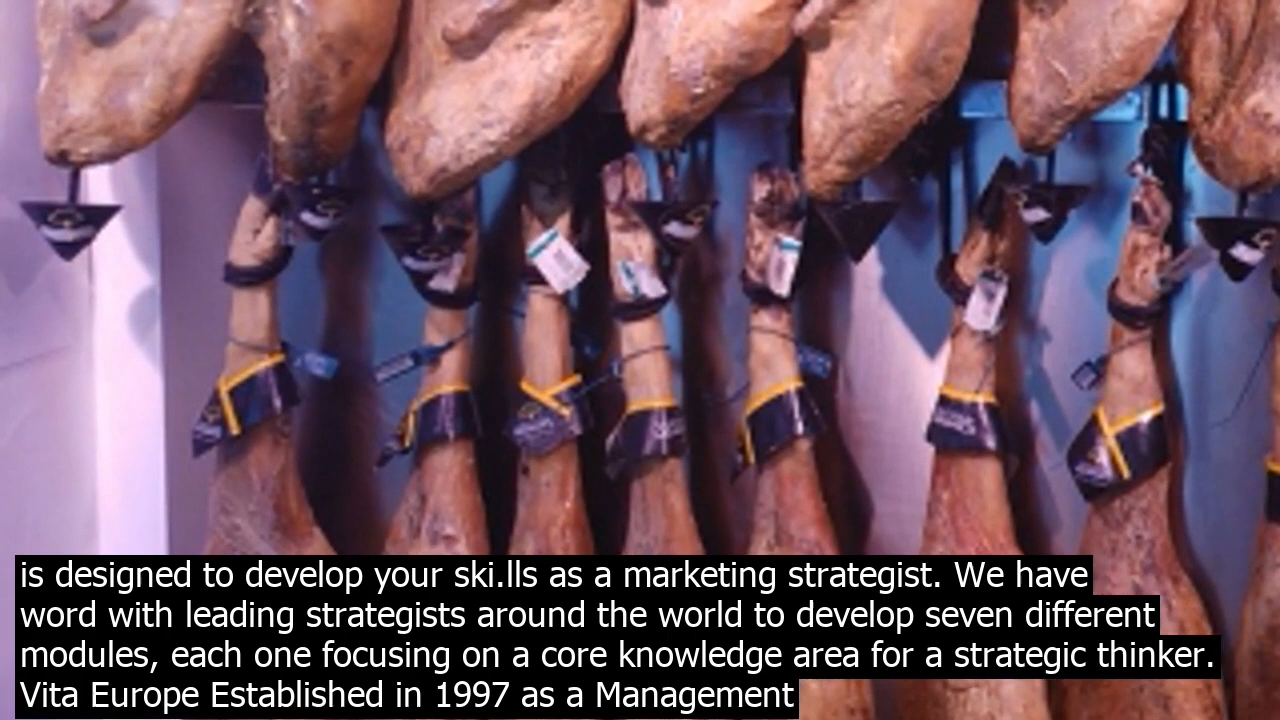 is designed to develop your ski.lls as a marketing strategist. We have
word with leading strategists around the world to develop seven different
modules, each one focusing on a core knowledge area for a strategic thinker.
Vita Europe Established in 1997 as a Management